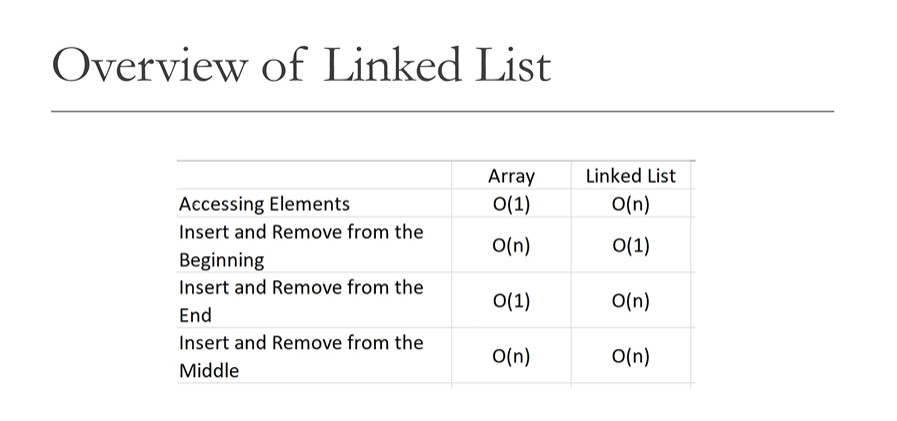 Overview of Linked List
Array Linked List
Accessing Elements O(1) O(n)
Insert and Remove from the
Beginning O(n) O(1)
Insert and Remove from the
End O(1) O(n)
Insert and Remove from the
Middle O(n) O(n)